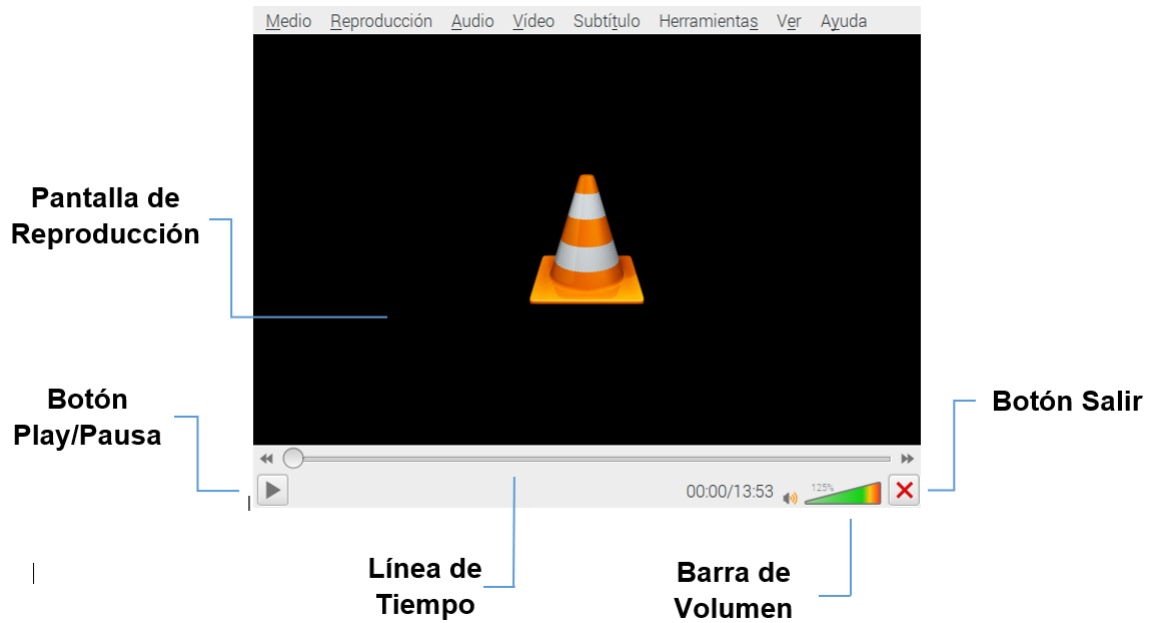 Medio Reproducción Audio Vídeo Subtítulo Herramientas Ver Ayuda
Pantalla de
Reproducción
Botón
Play/Pausa
Botón Salir
00:00/13:53 125%
Línea de
Tiempo
Barra de
Volumen